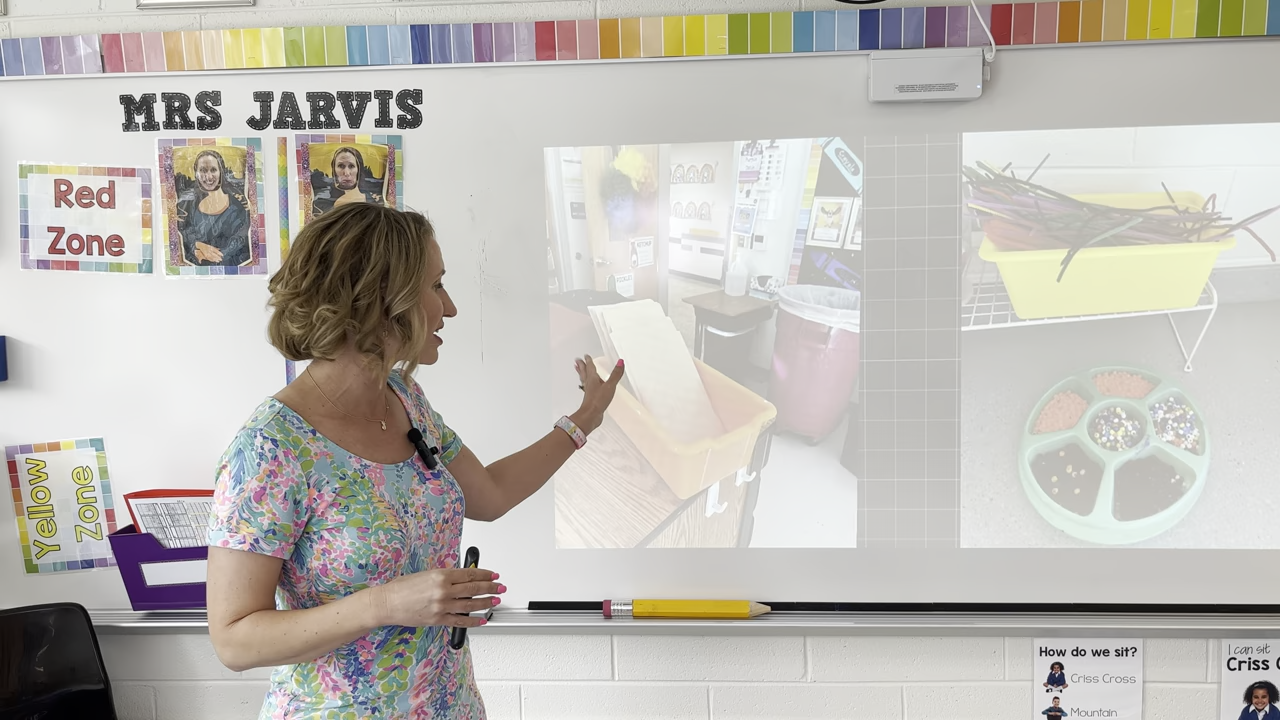 MRS JARVIS
Red
Zone
Yellow
Zone
How do we sit?
Criss Cross
Mountain
I can sit
Criss C